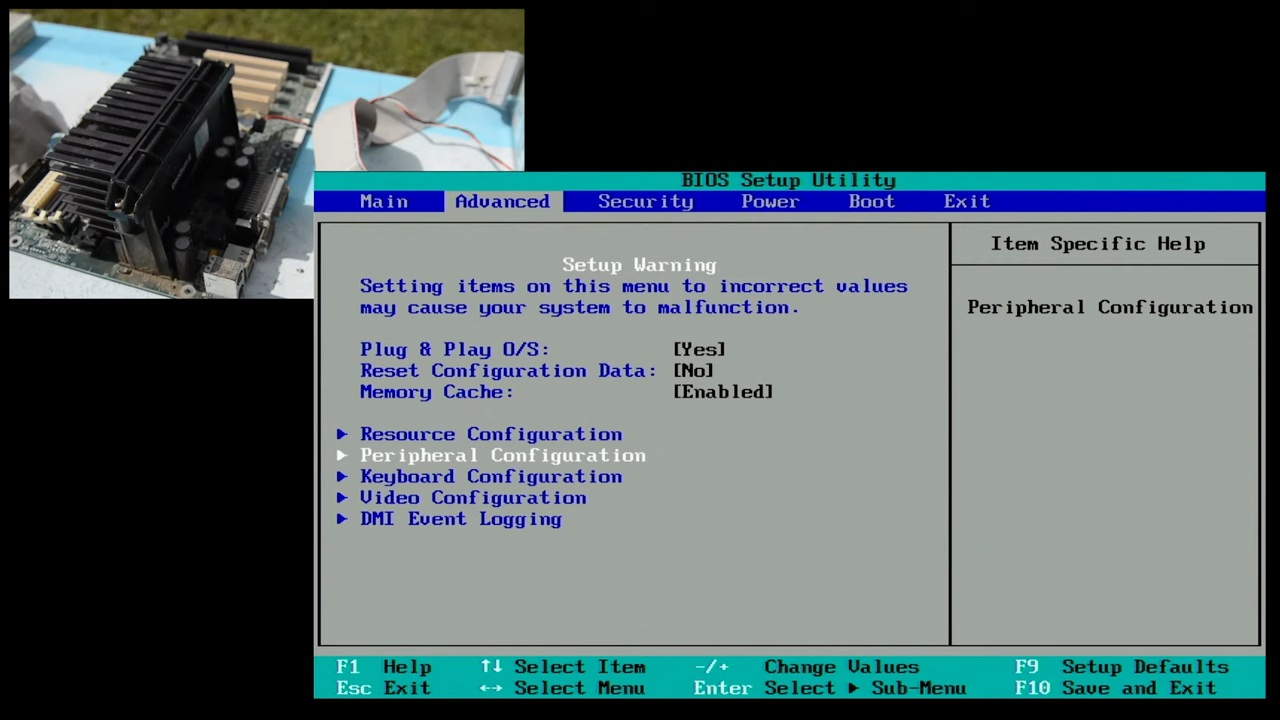 BIOS Setup Utility
Main Advanced Security Power Boot Exit
Setup Warning
Setting items on this menu to incorrect values
may cause your system to malfunction.
Plug & Play O/S: [Yes]
Reset Configuration Data: [No]
Memory Cache: [Enabled]
Resource Configuration
Peripheral Configuration
Keyboard Configuration
Video Configuration
DMI Event Logging
Item Specific Help
Peripheral Configuration
F1 Help ↑↓ Select Item -/+ Change Values F9 Setup Defaults
Esc Exit ↔ Select Menu Enter Select ▶ Sub-Menu F10 Save and Exit